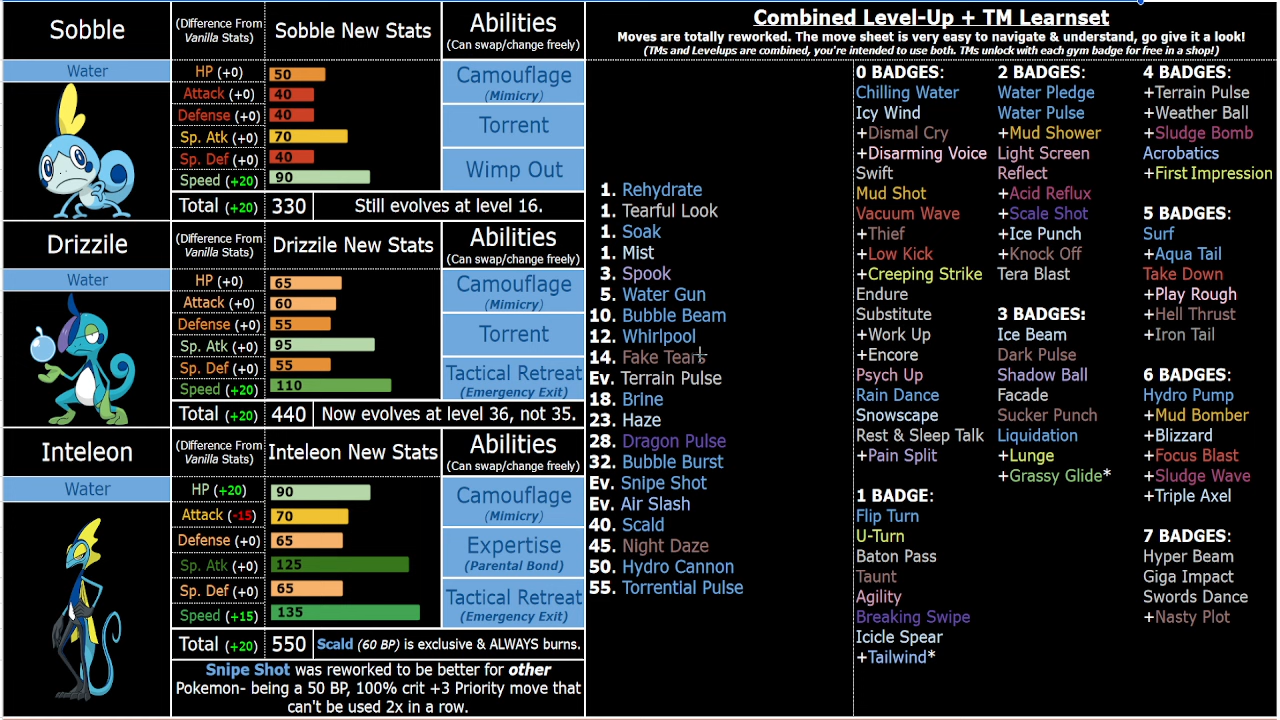 Sobble
(Difference From
Vanilla Stats)
Sobble New Stats
Abilities
(Can swap/change freely)
Water
HP (+0)
50
Attack (+0)
40
Defense (+0)
40
Sp. Atk (+0)
70
Sp. Def (+0)
40
Speed (+20)
90
Camouflage
(Mimicry)
Torrent
Wimp Out
Total (+20)
330
Still evolves at level 16.
Drizzile
(Difference From
Vanilla Stats)
Drizzile New Stats
Abilities
(Can swap/change freely)
Water
HP (+0)
65
Attack (+0)
60
Defense (+0)
55
Sp. Atk (+0)
95
Sp. Def (+0)
55
Speed (+20)
110
Camouflage
(Mimicry)
Torrent
Tactical Retreat
(Emergency Exit)
Total (+20)
440
Now evolves at level 36, not 35.
Inteleon
(Difference From
Vanilla Stats)
Inteleon New Stats
Abilities
(Can swap/change freely)
Water
HP (+20)
90
Attack (-15)
70
Defense (+0)
65
Sp. Atk (+0)
125
Sp. Def (+0)
65
Speed (+15)
135
Camouflage
(Mimicry)
Expertise
(Parental Bond)
Tactical Retreat
(Emergency Exit)
Total (+20)
550
Scald (60 BP) is exclusive & ALWAYS burns.
Snipe Shot was reworked to be better for other
Pokemon- being a 50 BP, 100% crit +3 Priority move that
can't be used 2x in a row.
Combined Level-Up + TM Learnset
Moves are totally reworked. The move sheet is very easy to navigate & understand, go give it a look!
(TMs and Levelups are combined, you're intended to use both. TMs unlock with each gym badge for free in a shop!)
1. Rehydrate
1. Tearful Look
1. Soak
1. Mist
3. Spook
5. Water Gun
10. Bubble Beam
12. Whirlpool
14. Fake Tears
Ev. Terrain Pulse
18. Brine
23. Haze
28. Dragon Pulse
32. Bubble Burst
Ev. Snipe Shot
Ev. Air Slash
40. Scald
45. Night Daze
50. Hydro Cannon
55. Torrential Pulse
0 BADGES:
Chilling Water
Icy Wind
+Dismal Cry
+Disarming Voice
Swift
Mud Shot
Vacuum Wave
+Thief
+Low Kick
+Creeping Strike
Endure
Substitute
+Work Up
+Encore
Psych Up
Rain Dance
Snowscape
Rest & Sleep Talk
+Pain Split
1 BADGE:
Flip Turn
U-Turn
Baton Pass
Taunt
Agility
Breaking Swipe
Icicle Spear
+Tailwind*
2 BADGES:
Water Pledge
Water Pulse
+Mud Shower
Light Screen
Reflect
+Acid Reflux
+Scale Shot
+Ice Punch
+Knock Off
Tera Blast
3 BADGES:
Ice Beam
Dark Pulse
Shadow Ball
Facade
Sucker Punch
Liquidation
+Lunge
+Grassy Glide*
4 BADGES:
+Terrain Pulse
+Weather Ball
+Sludge Bomb
Acrobatics
+First Impression
5 BADGES:
Surf
+Aqua Tail
Take Down
+Play Rough
+Hell Thrust
+Iron Tail
6 BADGES:
Hydro Pump
+Mud Bomber
+Blizzard
+Focus Blast
+Sludge Wave
+Triple Axel
7 BADGES:
Hyper Beam
Giga Impact
Swords Dance
+Nasty Plot